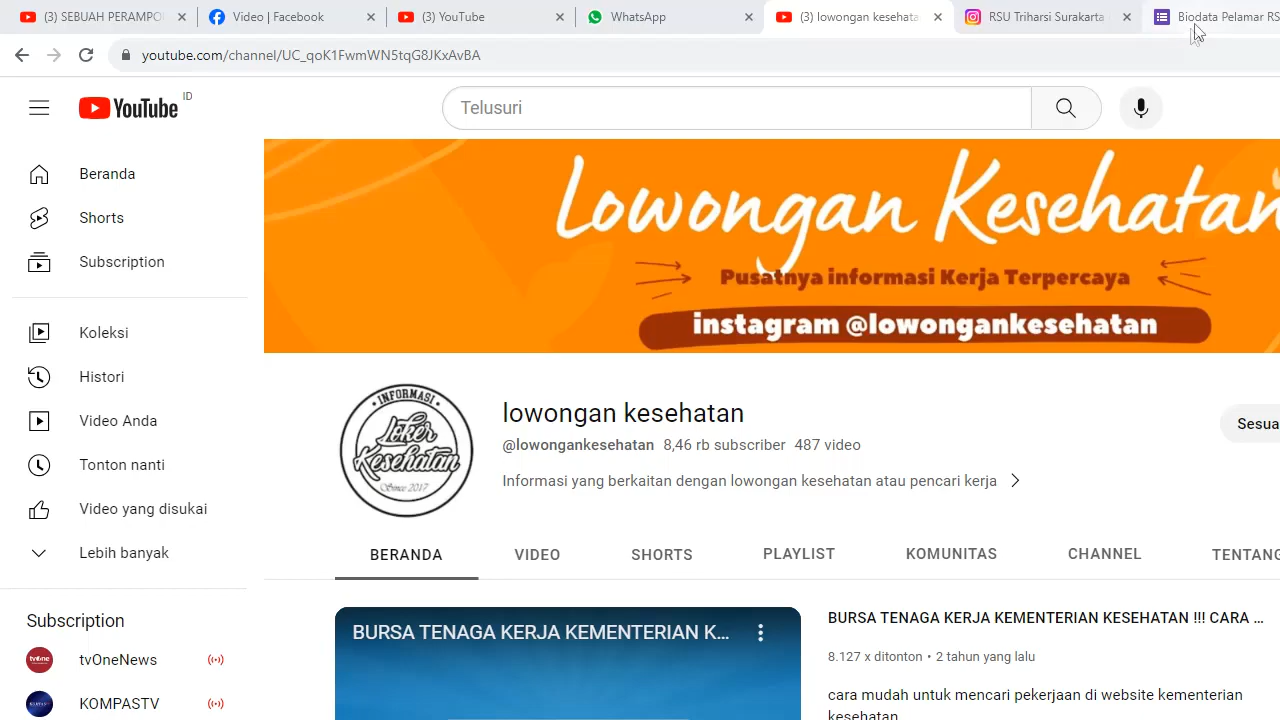 (3) SEBUAH PERAMPO
Video | Facebook
(3) YouTube
WhatsApp
(3) lowongan kesehata
RSU Triharsi Surakarta
Biodata Pelamar RS
youtube.com/channel/UC_qoK1FwmWN5tqG8JKxAvBA
YouTube ID
Telusuri
Beranda
Shorts
Subscription
Koleksi
Histori
Video Anda
Tonton nanti
Video yang disukai
Lebih banyak
Subscription
tvOneNews
KOMPASTV
Lowongan Kesehatan
Pusatnya informasi Kerja Terpercaya
instagram @lowongankesehatan
INFORMASI
Loker
Kesehatan
Since 2017
lowongan kesehatan
@lowongankesehatan 8,46 rb subscriber 487 video
Informasi yang berkaitan dengan lowongan kesehatan atau pencari kerja
Sesua
BERANDA
VIDEO
SHORTS
PLAYLIST
KOMUNITAS
CHANNEL
TENTANG
BURSA TENAGA KERJA KEMENTERIAN K...
BURSA TENAGA KERJA KEMENTERIAN KESEHATAN !!! CARA ...
8.127 x ditonton • 2 tahun yang lalu
cara mudah untuk mencari pekerjaan di website kementerian
kesehatan